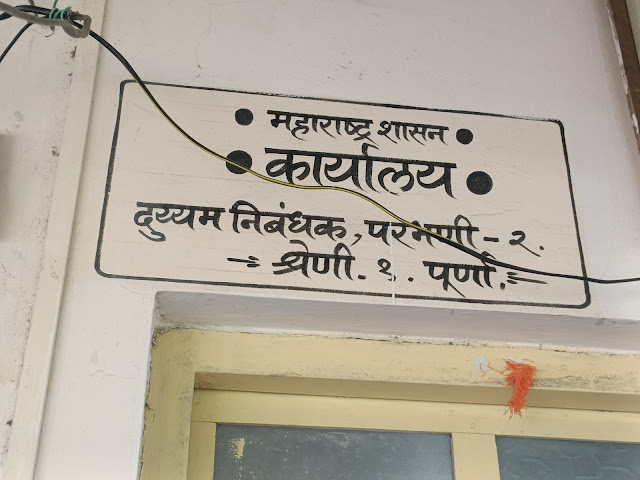 • महाराष्ट्र शासन •
• कार्यालय •
दुय्यम निबंधक, परभणी - २.
श्रेणी. १. पूर्णा.